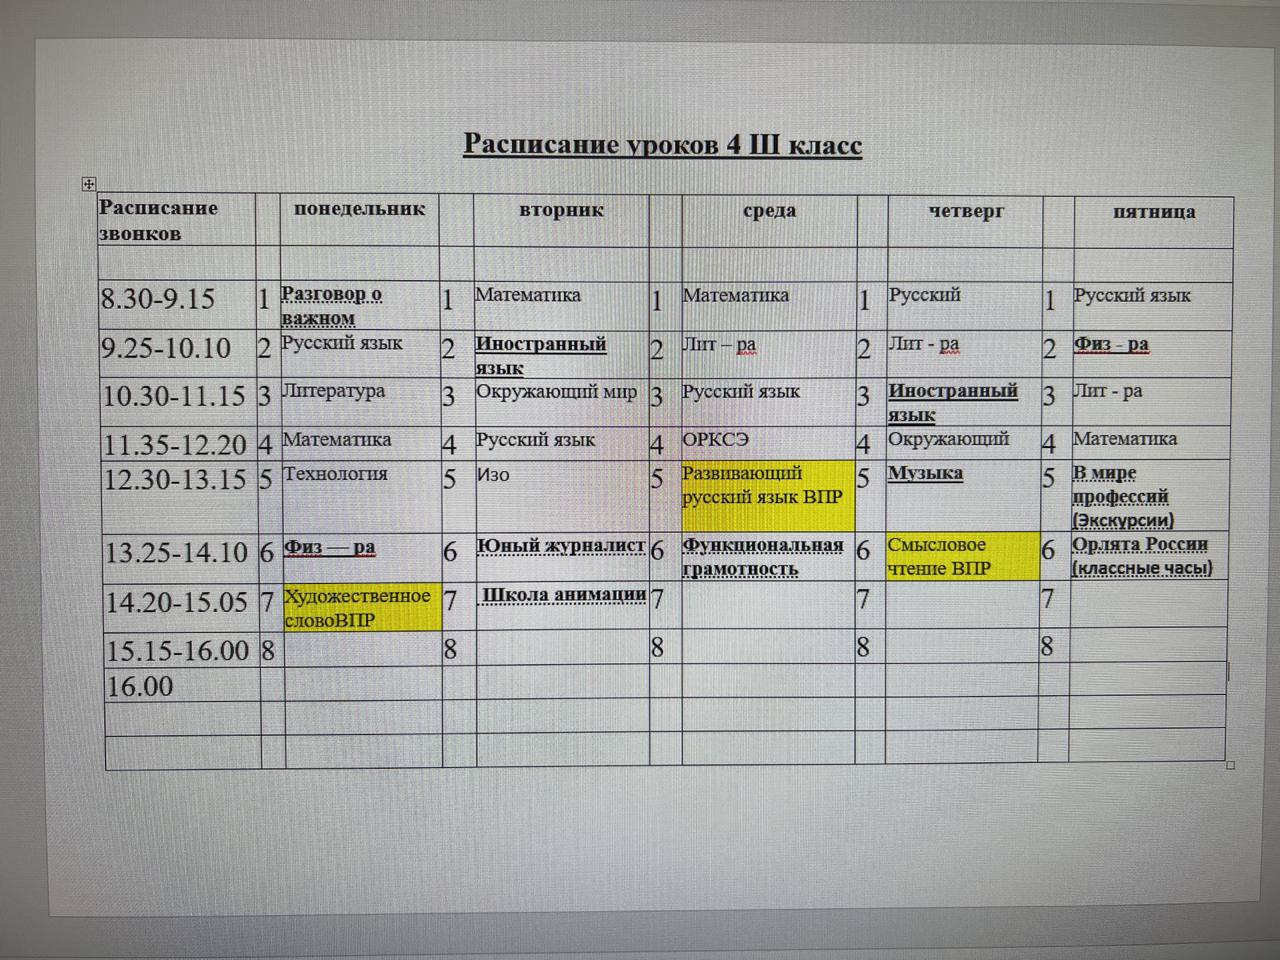 Расписание уроков 4 Ш класс
Расписание звонков понедельник вторник среда четверг пятница
8.30-9.15 1 Разговор о важном 1 Математика 1 Математика 1 Русский 1 Русский язык
9.25-10.10 2 Русский язык 2 Иностранный язык 2 Лит – ра 2 Лит - ра 2 Физ - ра
10.30-11.15 3 Литература 3 Окружающий мир 3 Русский язык 3 Иностранный язык 3 Лит - ра
11.35-12.20 4 Математика 4 Русский язык 4 ОРКСЭ 4 Окружающий 4 Математика
12.30-13.15 5 Технология 5 Изо 5 Развивающий русский язык ВПР 5 Музыка 5 В мире профессий (Экскурсии)
13.25-14.10 6 Физ — ра 6 Юный журналист 6 Функциональная грамотность 6 Смысловое чтение ВПР 6 Орлята России (классные часы)
14.20-15.05 7 Художественное словоВПР 7 Школа анимации 7 7 7
15.15-16.00 8 8 8 8 8
16.00